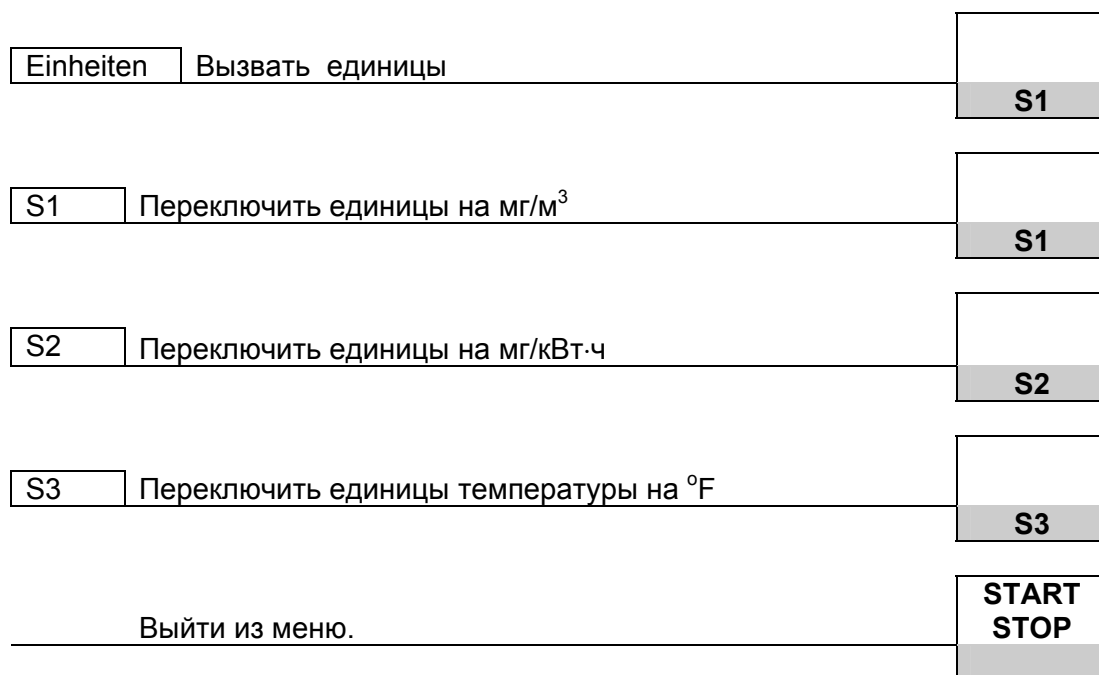 Einheiten Вызвать единицы
S1
S1 Переключить единицы на мг/м³
S1
S2 Переключить единицы на мг/кВт·ч
S2
S3 Переключить единицы температуры на ºF
S3
START
Выйти из меню. STOP